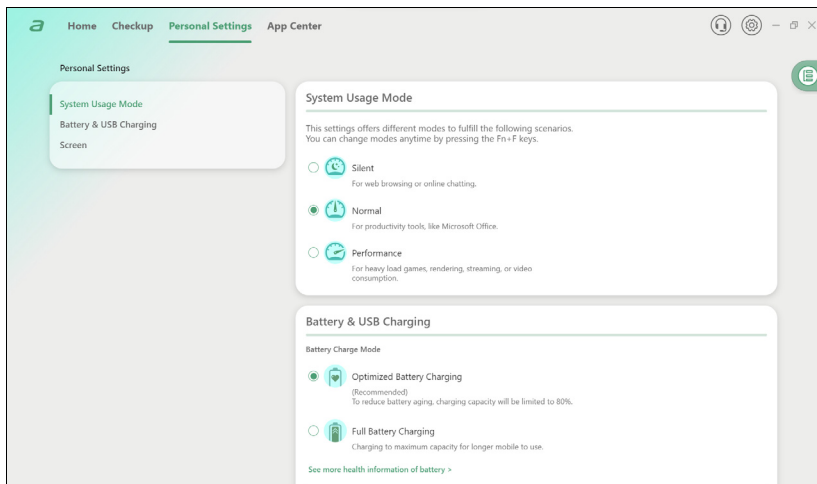 a Home Checkup Personal Settings App Center
Personal Settings
System Usage Mode
Battery & USB Charging
Screen
System Usage Mode
This settings offers different modes to fulfill the following scenarios.
You can change modes anytime by pressing the Fn+F keys.
Silent
For web browsing or online chatting.
Normal
For productivity tools, like Microsoft Office.
Performance
For heavy load games, rendering, streaming, or video
consumption.
Battery & USB Charging
Battery Charge Mode
Optimized Battery Charging
(Recommended)
To reduce battery aging, charging capacity will be limited to 80%.
Full Battery Charging
Charging to maximum capacity for longer mobile to use.
See more health information of battery >